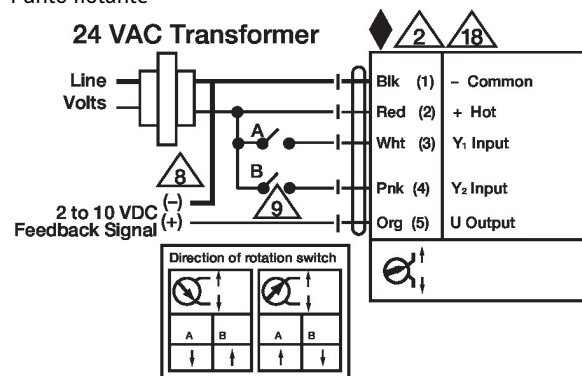 Punto flotante
24 VAC Transformer
2 18
Line
Volts
Blk (1) – Common
Red (2) + Hot
A
Wht (3) Y₁ Input
B
Pnk (4) Y₂ Input
8
9
2 to 10 VDC (–)
Feedback Signal (+)
Org (5) U Output
Direction of rotation switch
A B A B